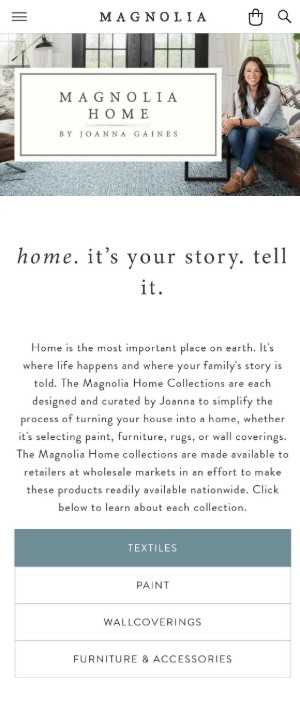 MAGNOLIA
MAGNOLIA
HOME
BY JOANNA GAINES
home. it's your story. tell
it.
Home is the most important place on earth. It's
where life happens and where your family's story is
told. The Magnolia Home Collections are each
designed and curated by Joanna to simplify the
process of turning your house into a home, whether
it's selecting paint, furniture, rugs, or wall coverings.
The Magnolia Home collections are made available to
retailers at wholesale markets in an effort to make
these products readily available nationwide. Click
below to learn about each collection.
TEXTILES
PAINT
WALLCOVERINGS
FURNITURE & ACCESSORIES